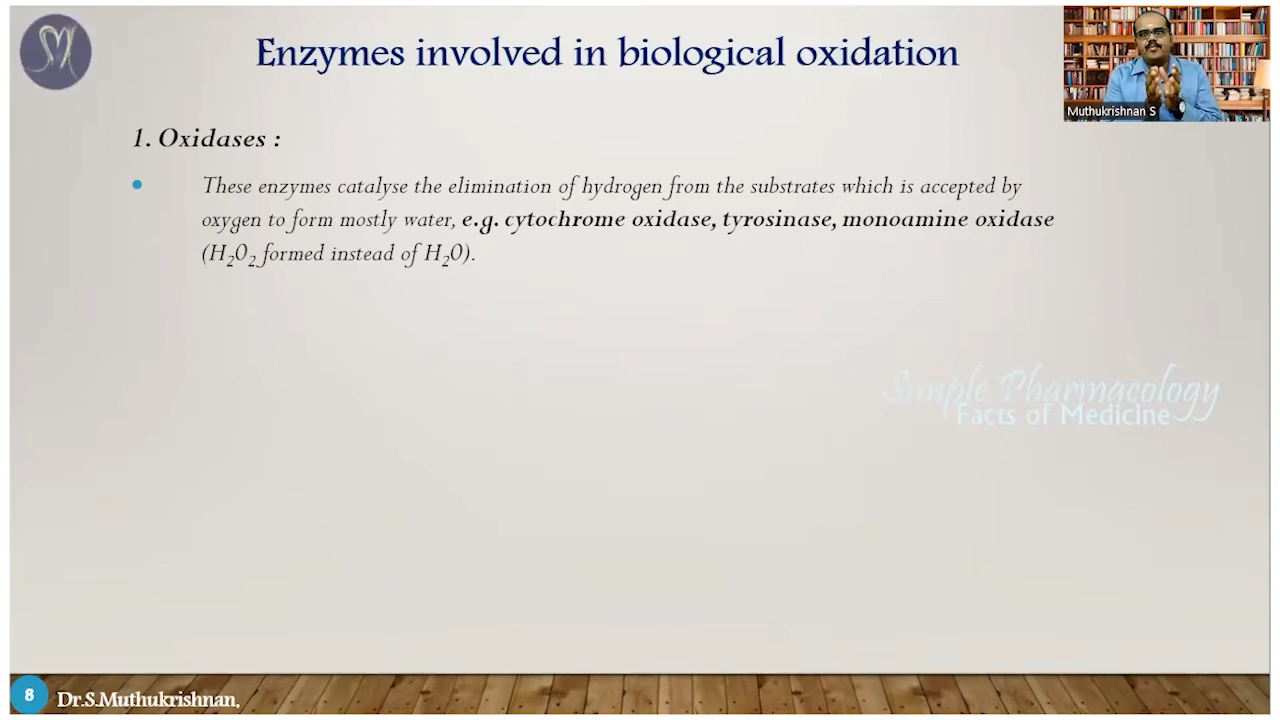 Enzymes involved in biological oxidation
Muthukrishnan S
1. Oxidases :
These enzymes catalyse the elimination of hydrogen from the substrates which is accepted by
oxygen to form mostly water, e.g. cytochrome oxidase, tyrosinase, monoamine oxidase
(H₂0₂ formed instead of H₂0).
Simple Pharmacology
Facts of Medicine
8
Dr.S.Muthukrishnan,